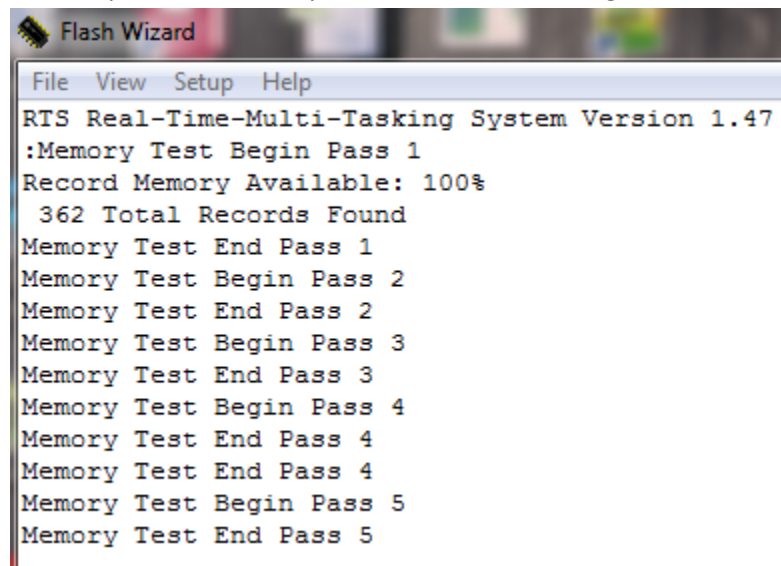 Flash Wizard
File View Setup Help
RTS Real-Time-Multi-Tasking System Version 1.47
:Memory Test Begin Pass 1
Record Memory Available: 100%
362 Total Records Found
Memory Test End Pass 1
Memory Test Begin Pass 2
Memory Test End Pass 2
Memory Test Begin Pass 3
Memory Test End Pass 3
Memory Test Begin Pass 4
Memory Test End Pass 4
Memory Test End Pass 4
Memory Test Begin Pass 5
Memory Test End Pass 5